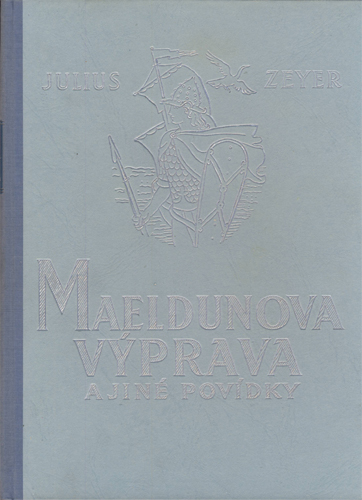 JULIUS ZEYER
MAELDUNOVA
VÝPRAVA
A JINÉ POVÍDKY